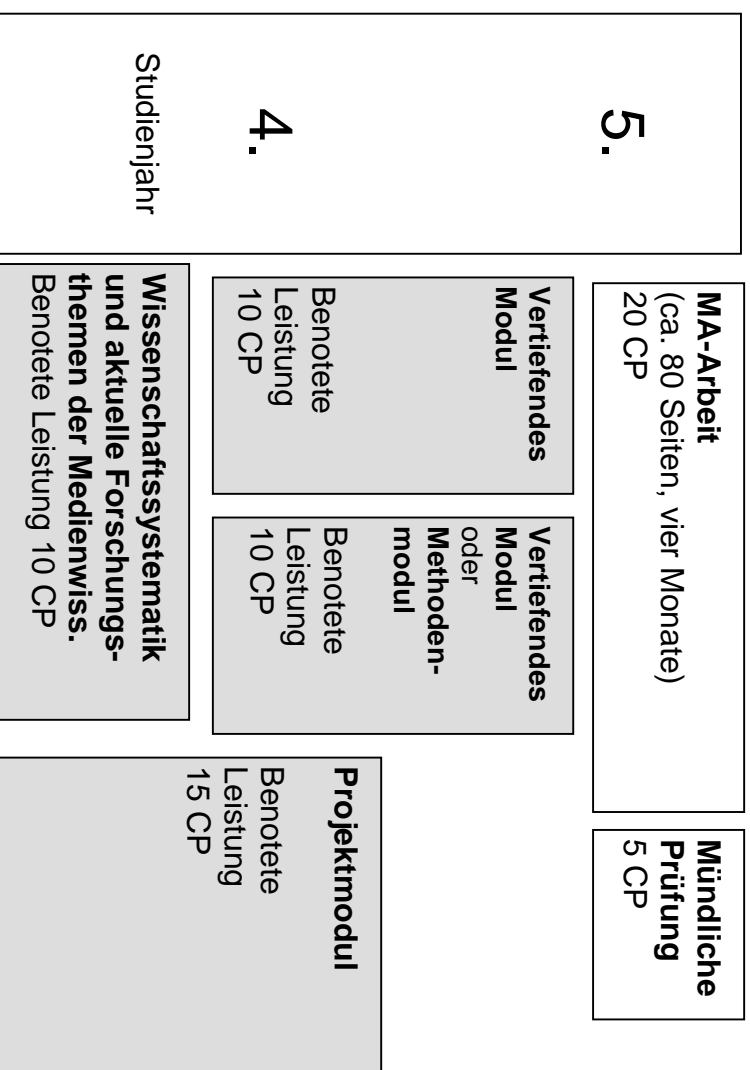 5.
4.
Studienjahr
MA-Arbeit
(ca. 80 Seiten, vier Monate)
20 CP
Mündliche
Prüfung
5 CP
Vertiefendes
Modul
Benotete
Leistung
10 CP
Vertiefendes
Modul
oder
Methoden-
modul
Benotete
Leistung
10 CP
Projektmodul
Benotete
Leistung
15 CP
Wissenschaftssystematik
und aktuelle Forschungs-
themen der Medienwiss.
Benotete Leistung 10 CP